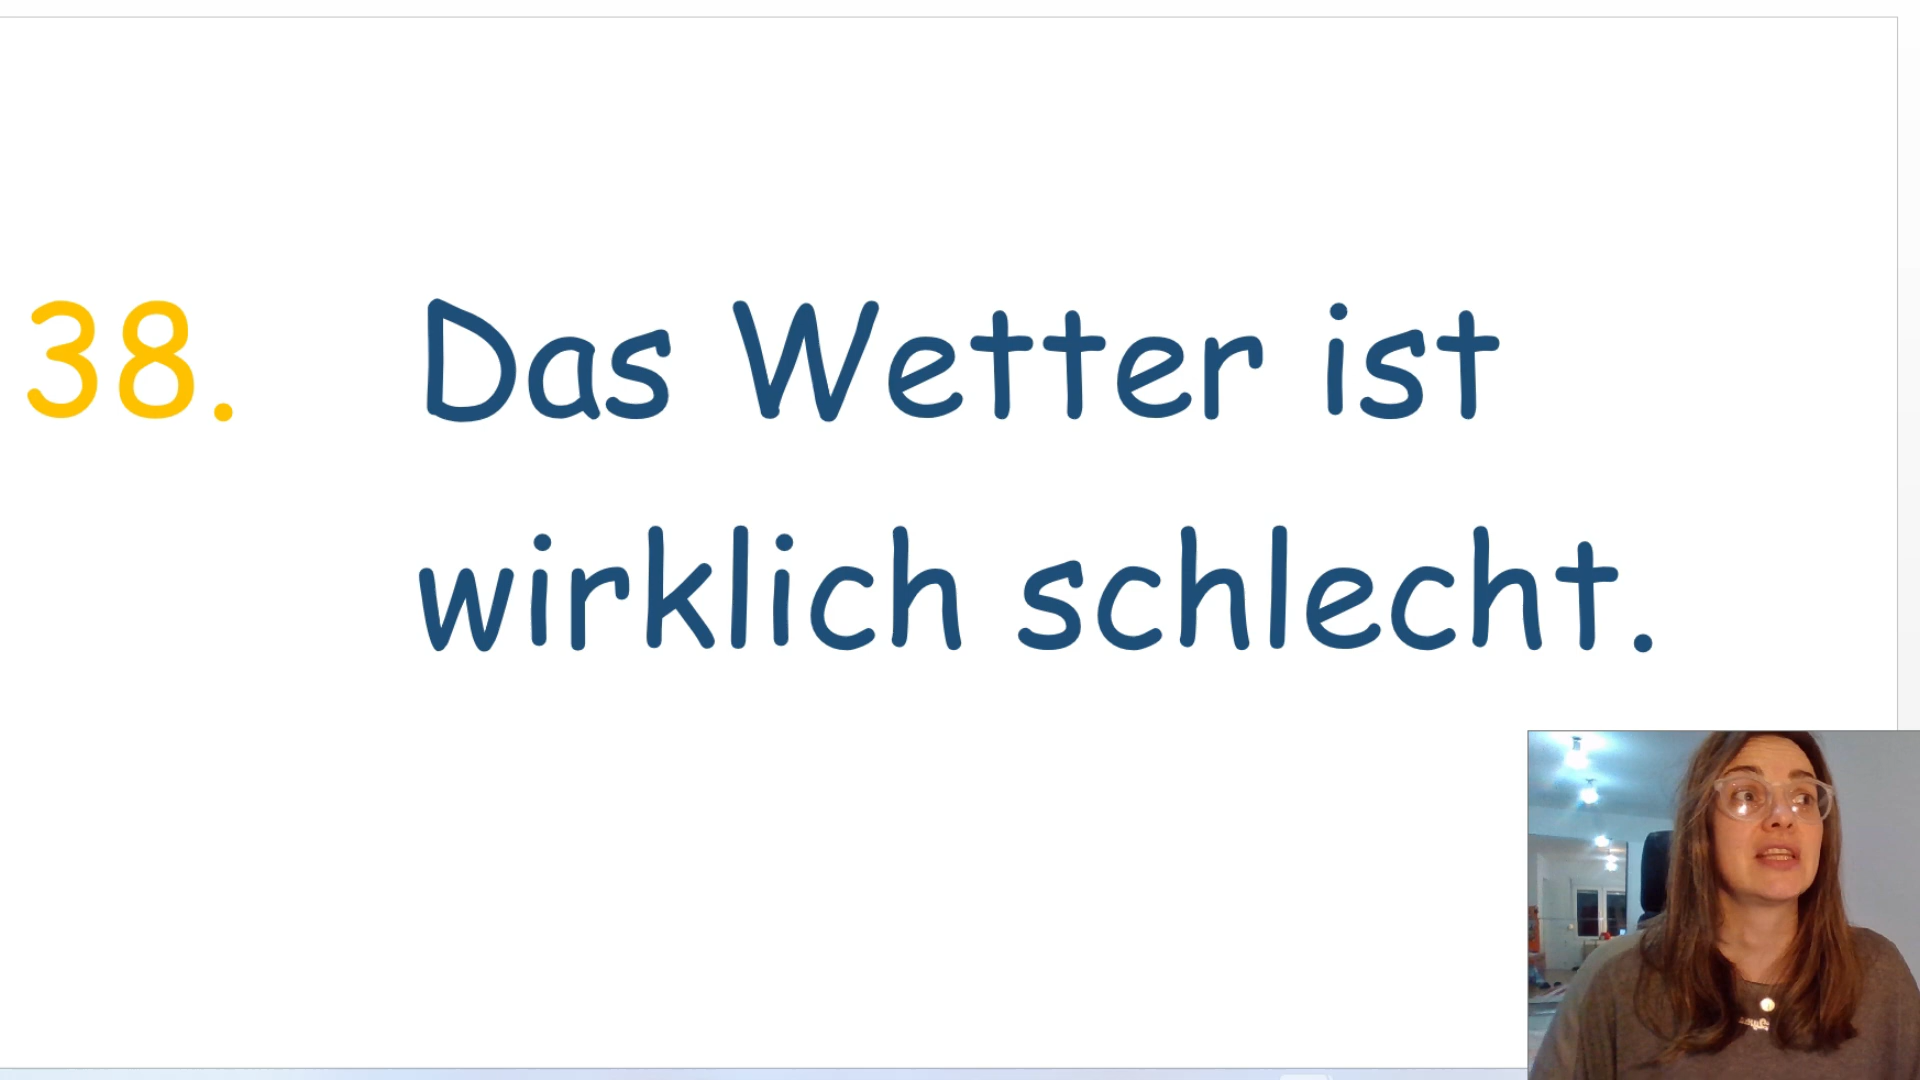 38. Das Wetter ist
wirklich schlecht.